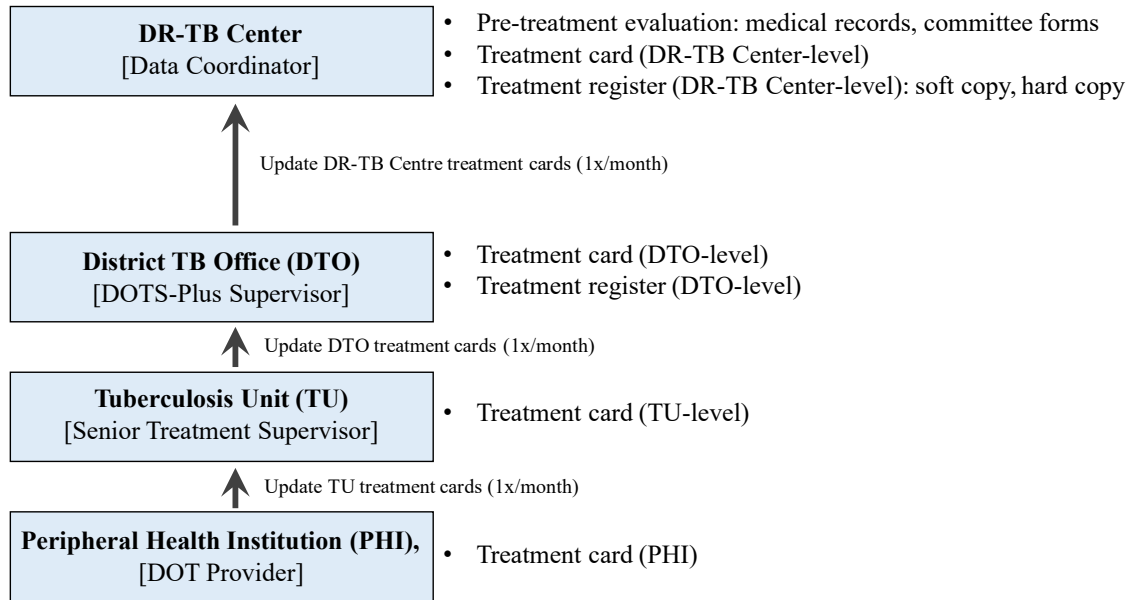 DR-TB Center
[Data Coordinator]
• Pre-treatment evaluation: medical records, committee forms
• Treatment card (DR-TB Center-level)
• Treatment register (DR-TB Center-level): soft copy, hard copy
Update DR-TB Centre treatment cards (1x/month)
District TB Office (DTO)
[DOTS-Plus Supervisor]
• Treatment card (DTO-level)
• Treatment register (DTO-level)
Update DTO treatment cards (1x/month)
Tuberculosis Unit (TU)
[Senior Treatment Supervisor]
• Treatment card (TU-level)
Update TU treatment cards (1x/month)
Peripheral Health Institution (PHI),
[DOT Provider]
• Treatment card (PHI)